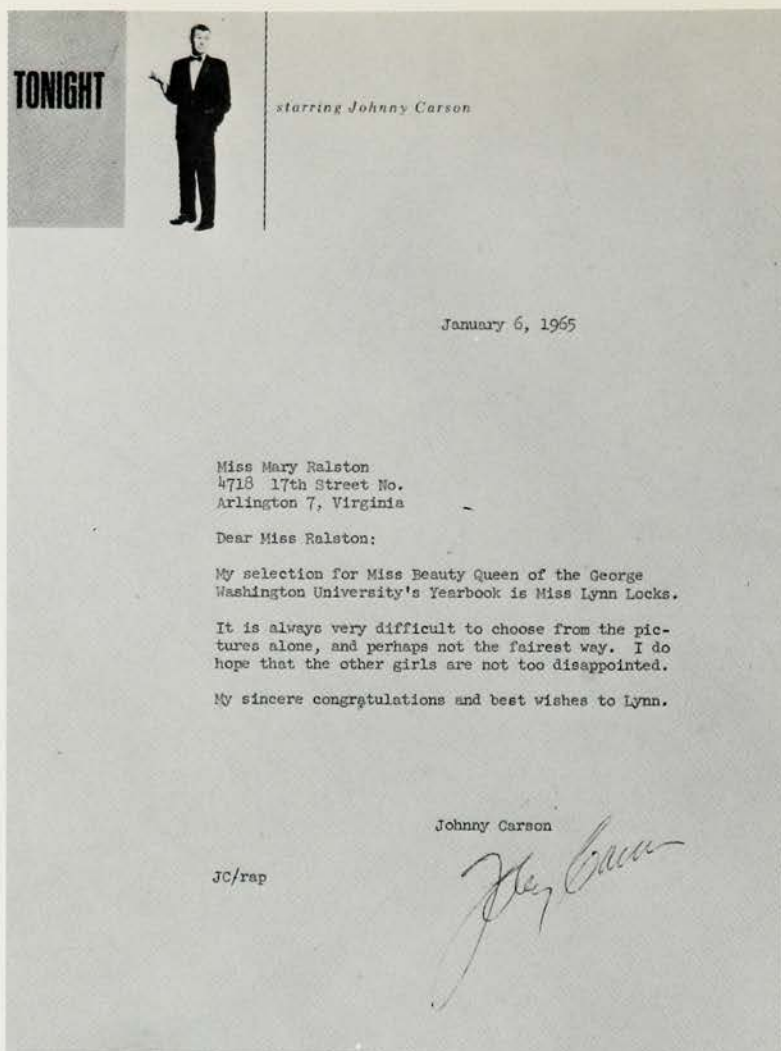 TONIGHT
starring Johnny Carson
January 6, 1965
Miss Mary Ralston
4718 17th Street No.
Arlington 7, Virginia
Dear Miss Ralston:
My selection for Miss Beauty Queen of the George
Washington University's Yearbook is Miss Lynn Locks.
It is always very difficult to choose from the pic-
tures alone, and perhaps not the fairest way. I do
hope that the other girls are not too disappointed.
My sincere congratulations and best wishes to Lynn.
Johnny Carson
Johnny Carson
JC/rap